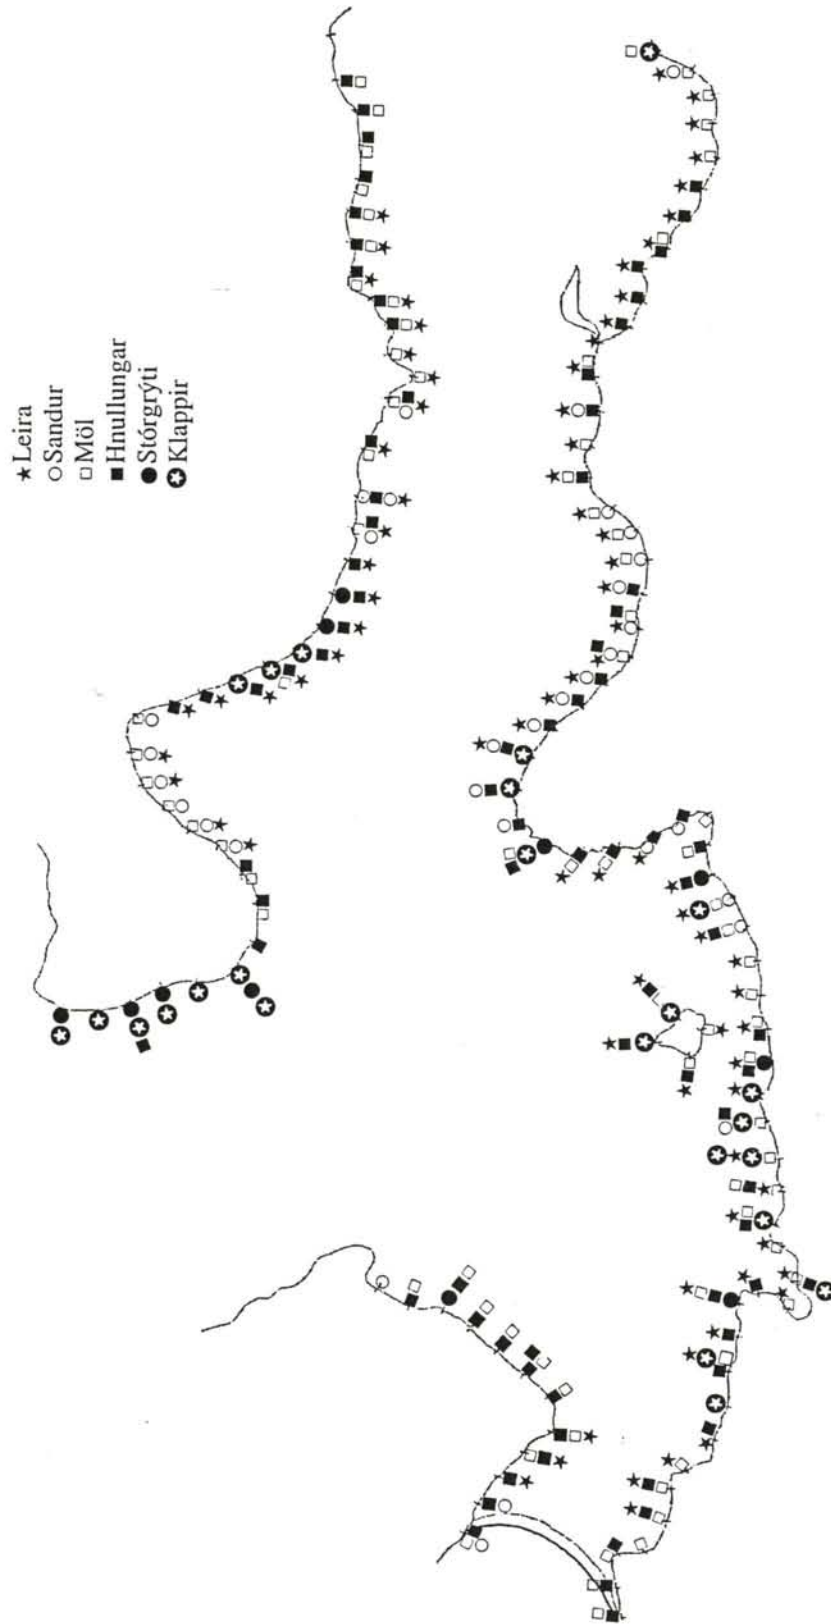 ★ Leira
○ Sandur
□ Möl
■ Hnullungar
● Stórgrýti
✪ Klappir